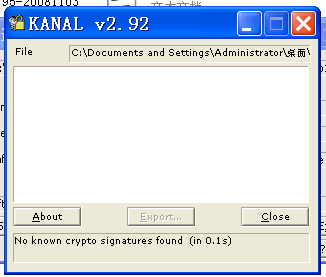 KANAL v2.92
File
C:\Documents and Settings\Administrator\桌面\
About
Export...
Close
No known crypto signatures found (in 0.1s)